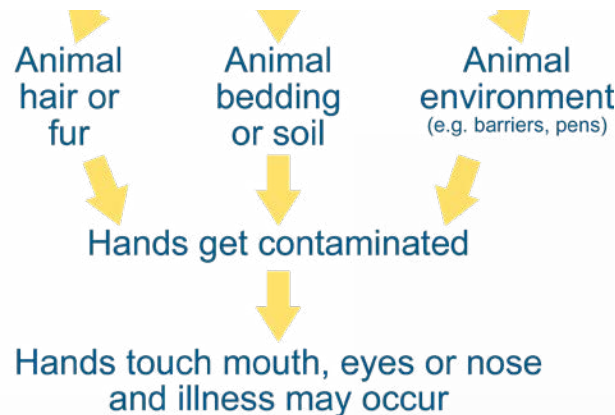 Animal
hair or
fur
Animal
bedding
or soil
Animal
environment
(e.g. barriers, pens)
Hands get contaminated
Hands touch mouth, eyes or nose
and illness may occur